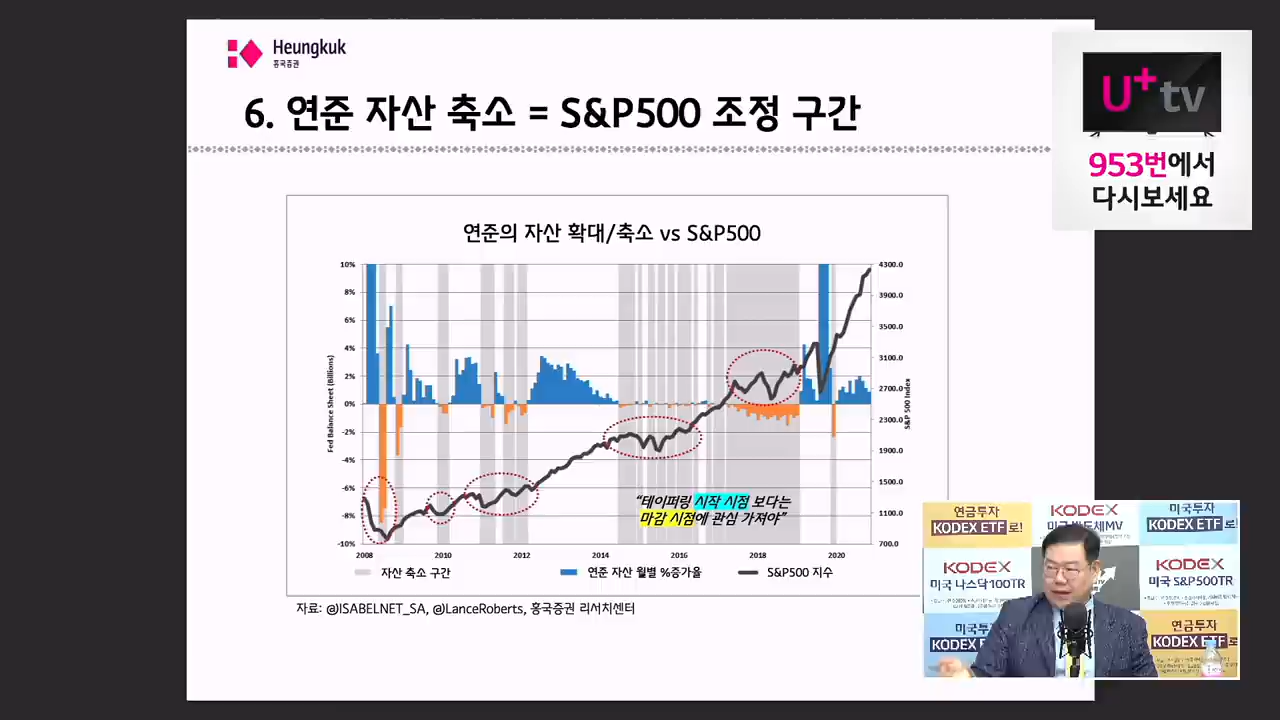 Heungkuk
흥국증권
6. 연준 자산 축소 = S&P500 조정 구간
U+ tv
953번에서
다시보세요
연준의 자산 확대/축소 vs S&P500
10%
8%
6%
4%
2%
0%
-2%
-4%
-6%
-8%
-10%
Fed Balance Sheet (Billions)
4300.0
3900.0
3500.0
3100.0
2700.0
2300.0
1900.0
1500.0
1100.0
700.0
S&P 500 Index
“테이퍼링 시작 시점 보다는
마감 시점에 관심 가져야”
2008 2010 2012 2014 2016 2018 2020
자산 축소 구간 연준 자산 월별 %증가율 S&P500 지수
자료: @ISABELNET_SA, @LanceRoberts, 흥국증권 리서치센터
연금투자
KODEX ETF로!
KODEX
미국반도체MV
미국투자
KODEX ETF로!
KODEX
미국 나스닥100TR
KODEX
미국 S&P500TR
미국투
KODEX
연금투자
KODEX ETF로